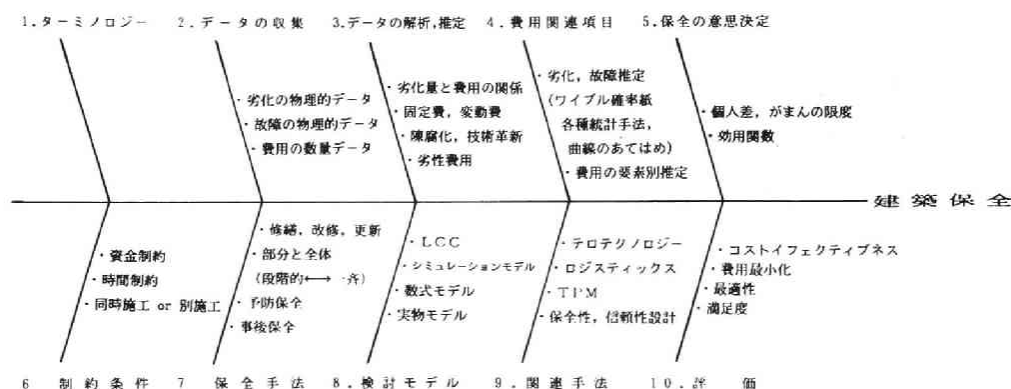 1.ターミノロジー 2.データの収集 3.データの解析,推定 4.費用関連項目 5.保全の意思決定
・劣化の物理的データ
・故障の物理的データ
・費用の数量データ
・劣化量と費用の関係
・固定費,変動費
・陳腐化,技術革新
・劣性費用
・劣化,故障推定
(ワイブル確率紙
各種統計手法,
曲線のあてはめ)
・費用の要素別推定
・個人差,がまんの限度
・効用関数
建築保全
・資金制約
・時間制約
・同時施工 or 別施工
・修繕,改修,更新
・部分と全体
(段階的←→一斉)
・予防保全
・事後保全
・LCC
・シミュレーションモデル
・数式モデル
・実物モデル
・テロテクノロジー
・ロジスティックス
・TPM
・保全性,信頼性設計
・コストイフェクティブネス
・費用最小化
・最適性
・満足度
6 制約条件 7 保全手法 8.検討モデル 9.関連手法 10.評価